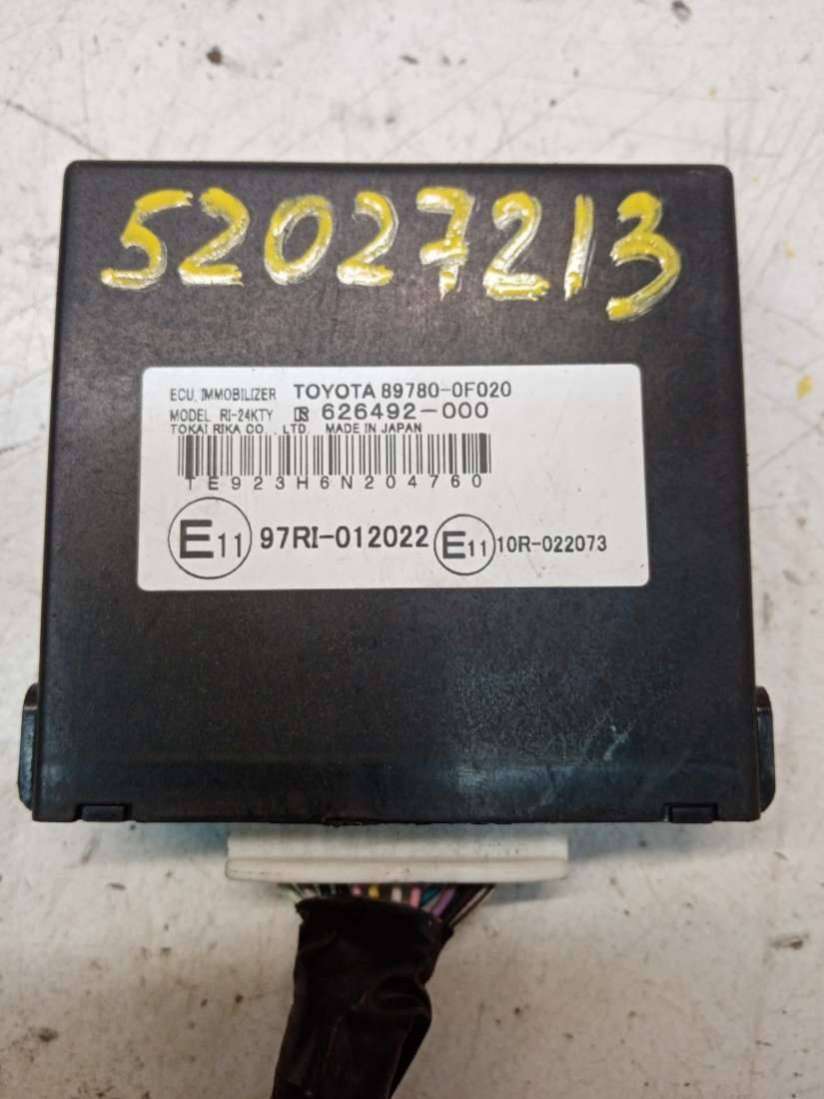 52027213
ECU, IMMOBILIZER TOYOTA 89780-0F020
MODEL RI-24KTY 626492-000
TOKAI RIKA CO., LTD. MADE IN JAPAN
TE923H6N204760
E11 97RI-012022 E11 10R-022073